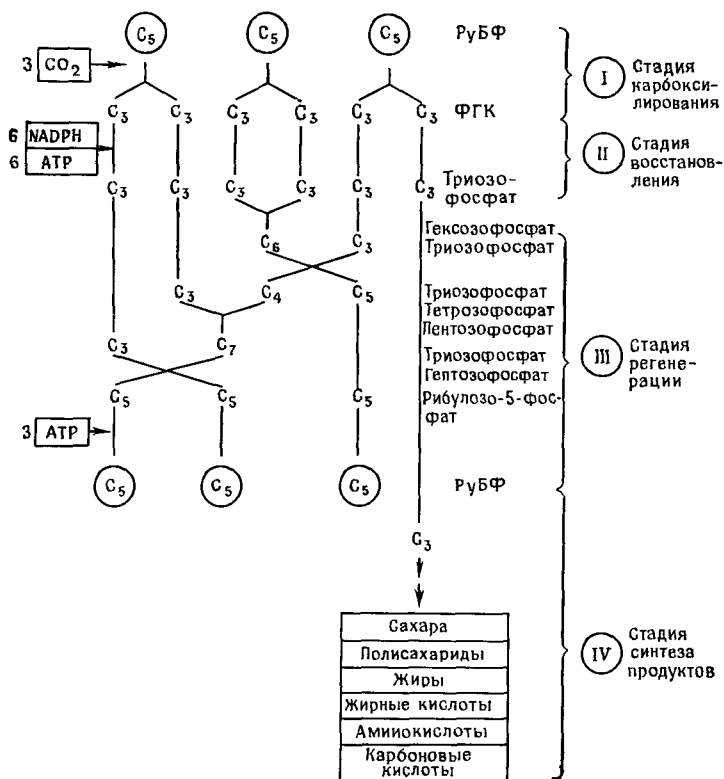 C5 C5 C5 РуБФ
3 CO2
I Стадия
карбокси-
лирования
C3 C3 C3 C3 C3 C3 ФГК
6 NADPH
6 ATP
II Стадия
восстанов-
ления
C3 C3 C3 C3 C3 C3 Триозо-
фосфат
Гексозофосфат
C6 C3 Триозофосфат
C3 C4 C5 Триозофосфат
Тетрозофосфат
Пентозофосфат
C3 C7 Триозофосфат
Гептозофосфат
III Стадия
регене-
рации
C5 C5 C5 Рибулозо-5-фос-
фат
3 ATP
C5 C5 C5 РуБФ
C3
Сахара
Полисахариды
Жиры
Жирные кислоты
Аминокислоты
Карбоновые
кислоты
IV Стадия
синтеза
продуктов